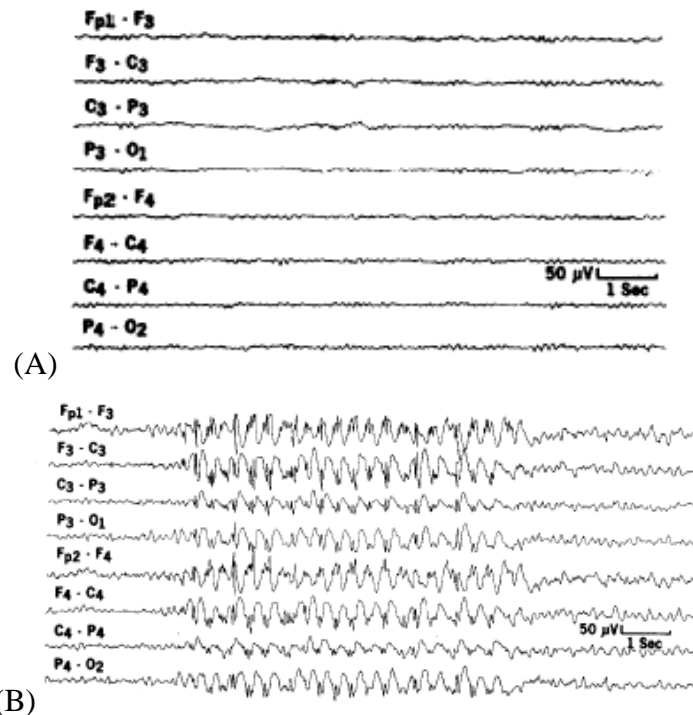 Fp1 - F3
F3 - C3
C3 - P3
P3 - O1
Fp2 - F4
F4 - C4
50 µV
1 Sec
C4 - P4
P4 - O2
(A)
Fp1 - F3
F3 - C3
C3 - P3
P3 - O1
Fp2 - F4
F4 - C4
50 µV
1 Sec
C4 - P4
P4 - O2
(B)